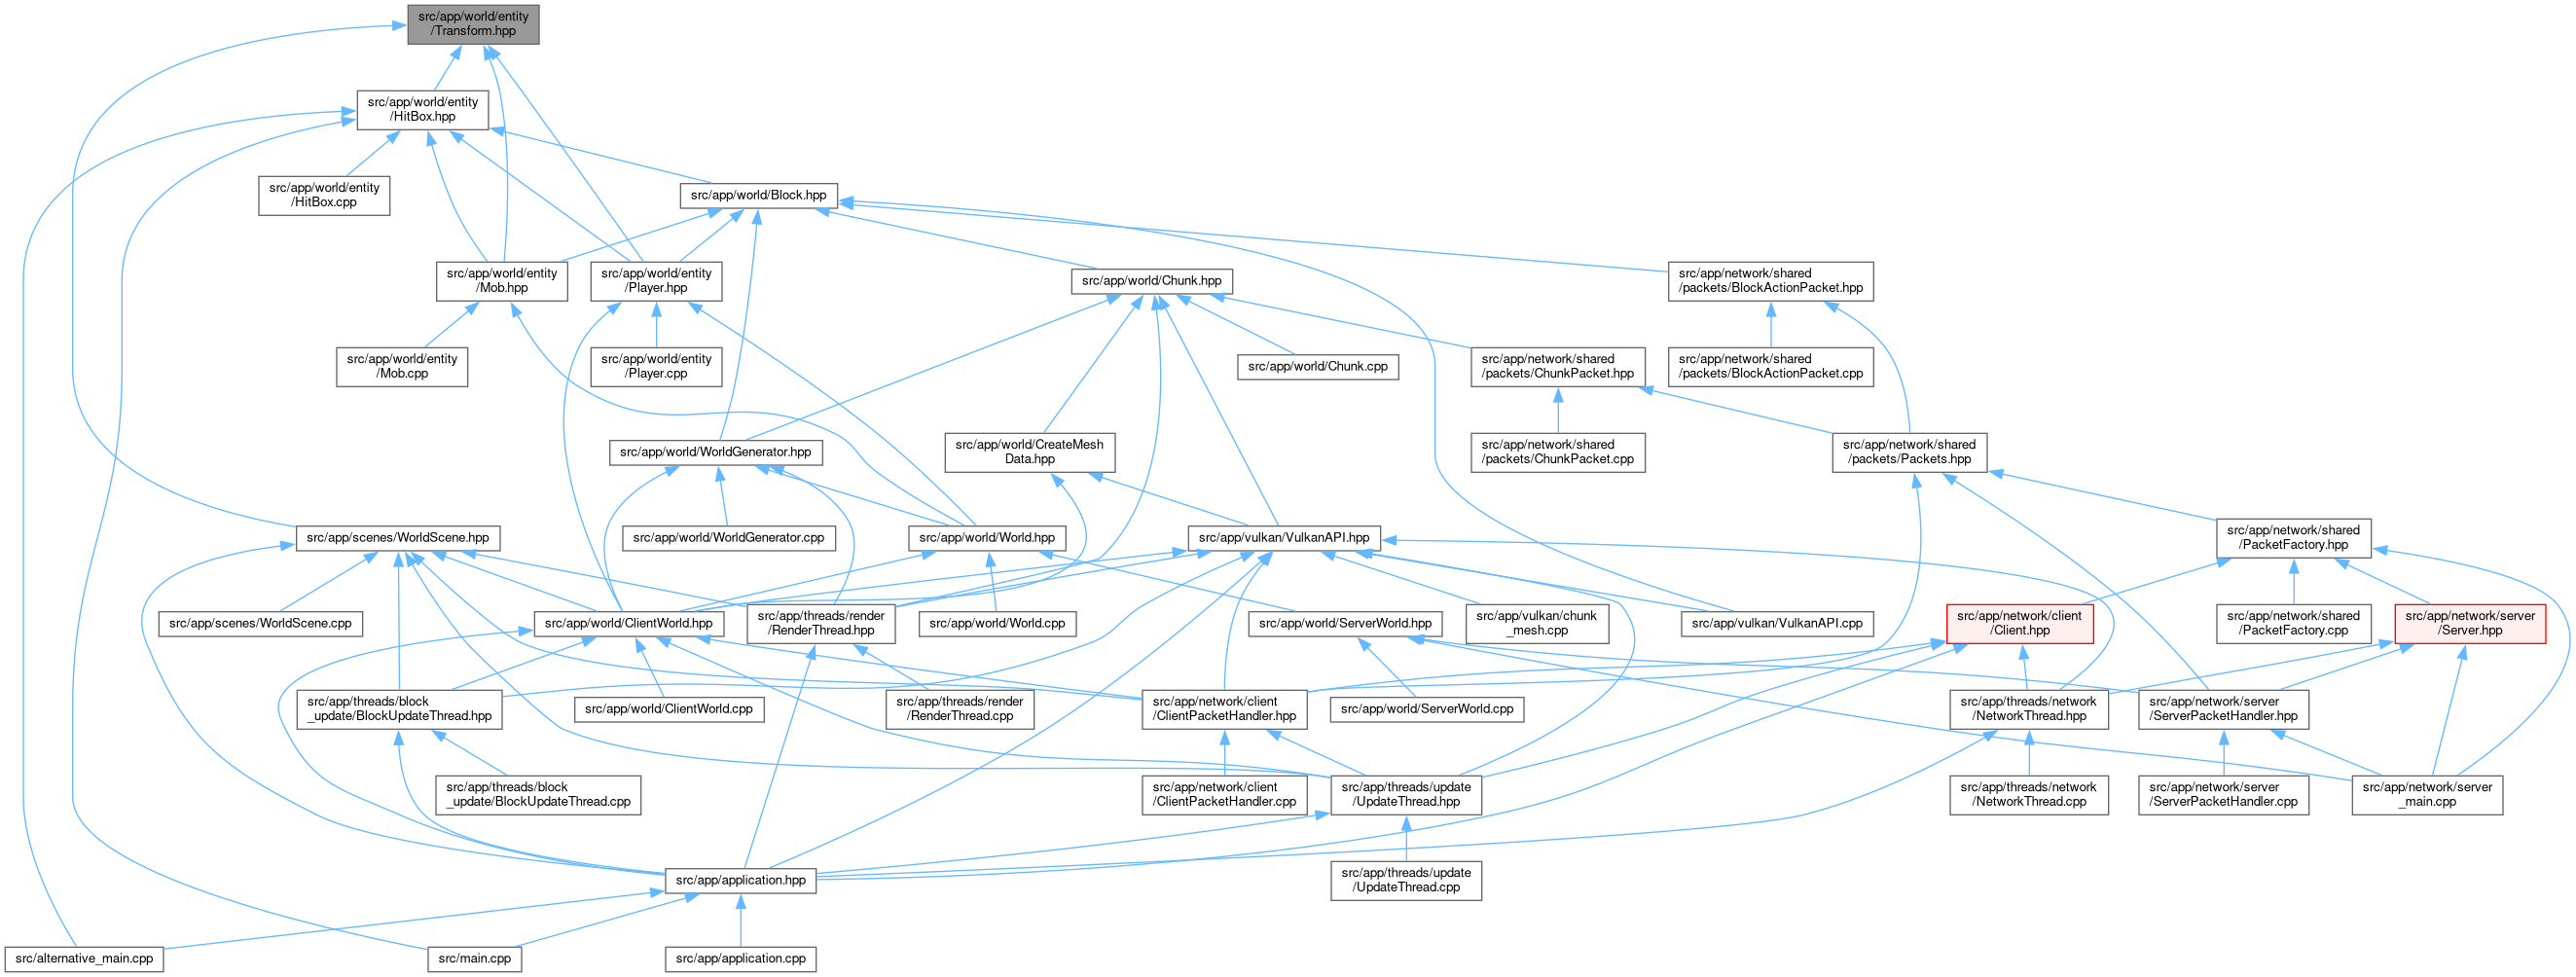 src/app/world/entity
/Transform.hpp
src/app/world/entity
/HitBox.hpp
src/app/world/entity
/HitBox.cpp
src/app/world/Block.hpp
src/app/world/entity
/Mob.hpp
src/app/world/entity
/Player.hpp
src/app/world/Chunk.hpp
src/app/network/shared
/packets/BlockActionPacket.hpp
src/app/world/entity
/Mob.cpp
src/app/world/entity
/Player.cpp
src/app/world/Chunk.cpp
src/app/network/shared
/packets/ChunkPacket.hpp
src/app/network/shared
/packets/BlockActionPacket.cpp
src/app/world/WorldGenerator.hpp
src/app/world/CreateMesh
Data.hpp
src/app/network/shared
/packets/ChunkPacket.cpp
src/app/network/shared
/packets/Packets.hpp
src/app/scenes/WorldScene.hpp
src/app/world/WorldGenerator.cpp
src/app/world/World.hpp
src/app/vulkan/VulkanAPI.hpp
src/app/network/shared
/PacketFactory.hpp
src/app/scenes/WorldScene.cpp
src/app/world/ClientWorld.hpp
src/app/threads/render
/RenderThread.hpp
src/app/world/World.cpp
src/app/world/ServerWorld.hpp
src/app/vulkan/chunk
_mesh.cpp
src/app/vulkan/VulkanAPI.cpp
src/app/network/client
/Client.hpp
src/app/network/shared
/PacketFactory.cpp
src/app/network/server
/Server.hpp
src/app/threads/block
_update/BlockUpdateThread.hpp
src/app/world/ClientWorld.cpp
src/app/threads/render
/RenderThread.cpp
src/app/network/client
/ClientPacketHandler.hpp
src/app/world/ServerWorld.cpp
src/app/threads/network
/NetworkThread.hpp
src/app/network/server
/ServerPacketHandler.hpp
src/app/threads/block
_update/BlockUpdateThread.cpp
src/app/network/client
/ClientPacketHandler.cpp
src/app/threads/update
/UpdateThread.hpp
src/app/threads/network
/NetworkThread.cpp
src/app/network/server
/ServerPacketHandler.cpp
src/app/network/server
_main.cpp
src/app/application.hpp
src/app/threads/update
/UpdateThread.cpp
src/alternative_main.cpp
src/main.cpp
src/app/application.cpp